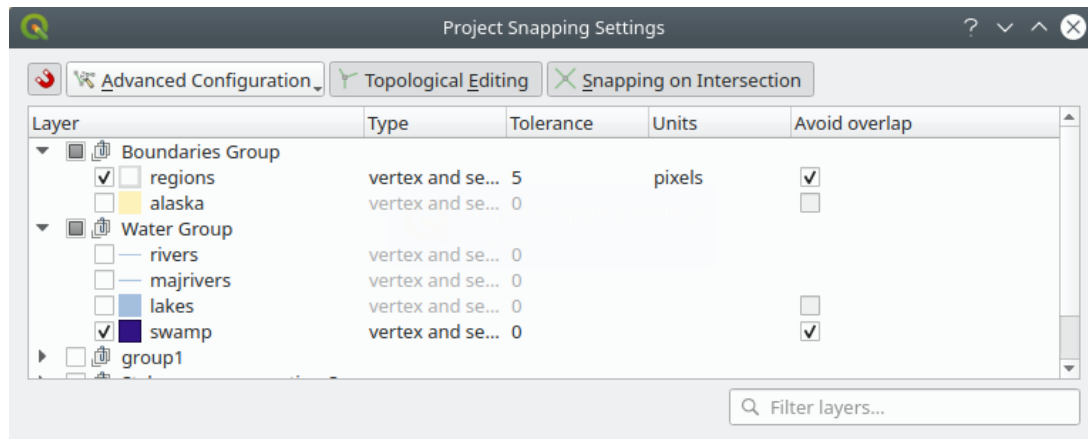 Project Snapping Settings
Advanced Configuration Topological Editing Snapping on Intersection
Layer Type Tolerance Units Avoid overlap
Boundaries Group
regions vertex and se... 5 pixels
alaska vertex and se... 0
Water Group
rivers vertex and se... 0
majrivers vertex and se... 0
lakes vertex and se... 0
swamp vertex and se... 0
group1
Filter layers...